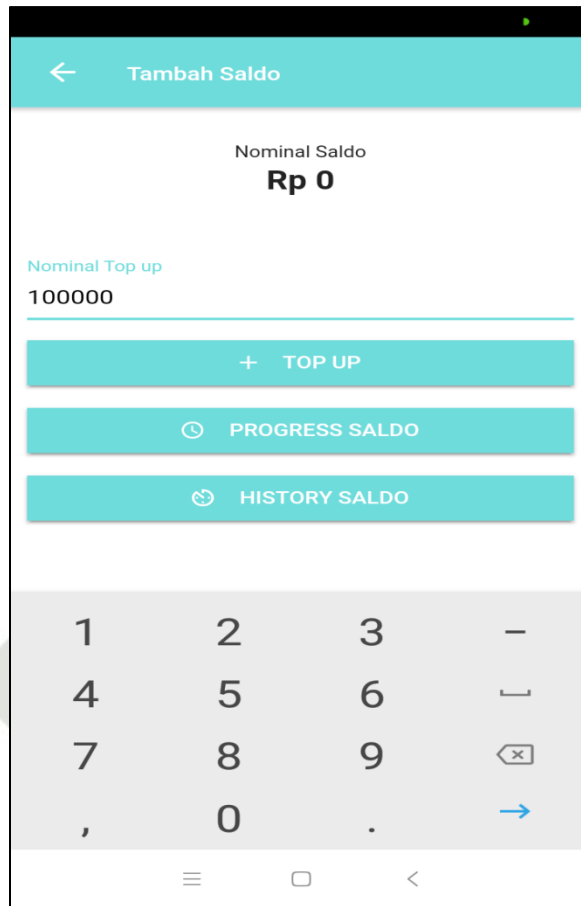 Tambah Saldo
Nominal Saldo
Rp 0
Nominal Top up
100000
+ TOP UP
PROGRESS SALDO
HISTORY SALDO
1 2 3 –
4 5 6
7 8 9
, 0 .